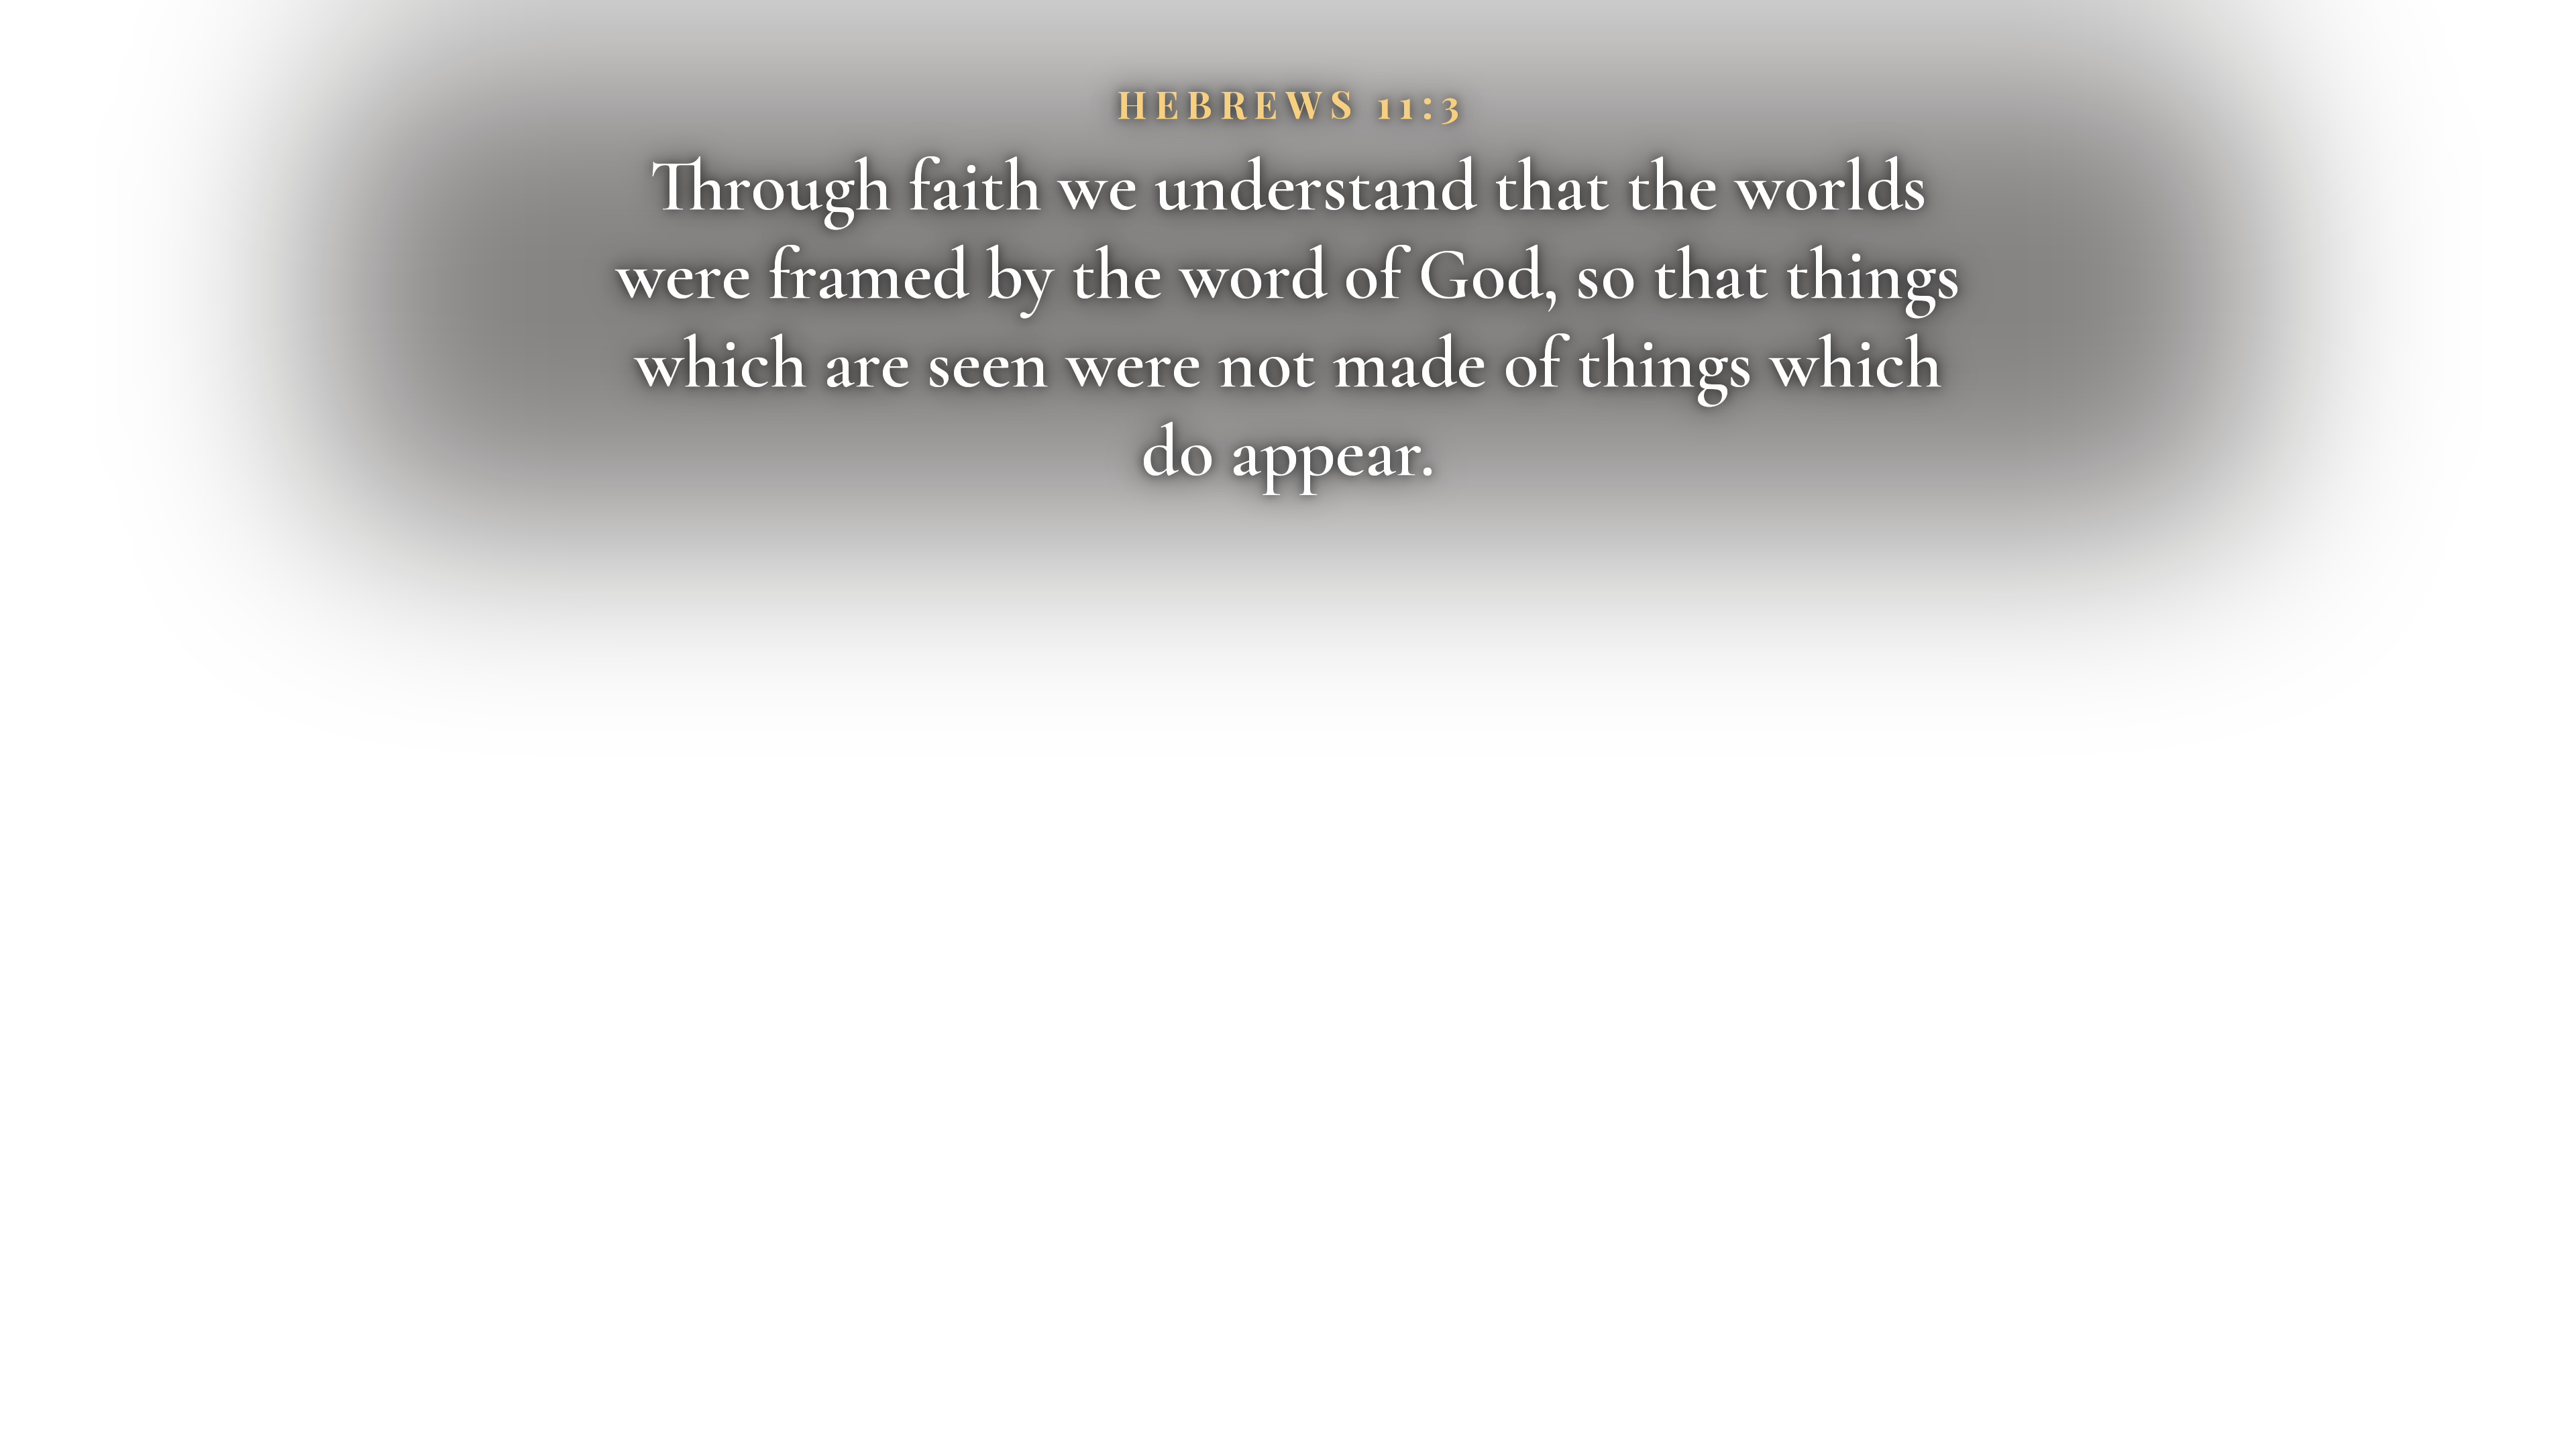 HEBREWS 11:3
Through faith we understand that the worlds
were framed by the word of God, so that things
which are seen were not made of things which
do appear.